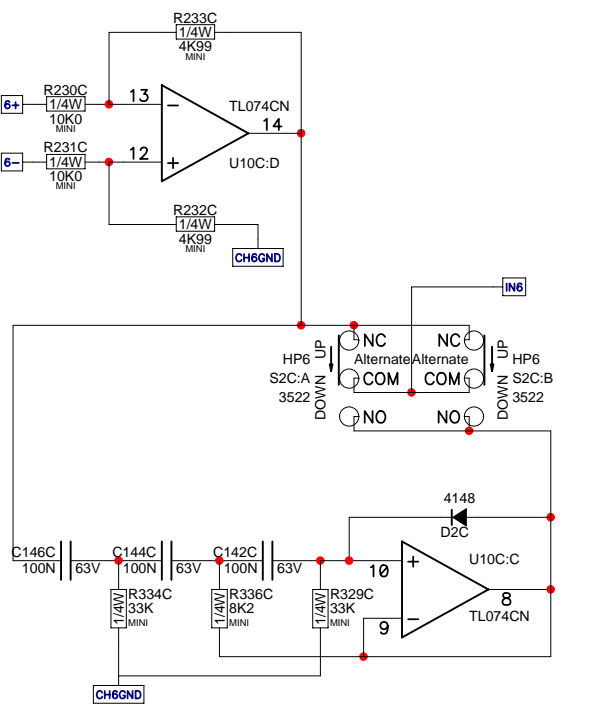 R233C
1/4W
4K99
MINI
6+
R230C
1/4W
10K0
MINI
13
TL074CN
14
6-
R231C
1/4W
10K0
MINI
12
U10C:D
R232C
1/4W
4K99
MINI
CH6GND
IN6
HP6
S2C:A
3522
UP
DOWN
NC
Alternate
COM
NO
NC
Alternate
COM
NO
UP
DOWN
HP6
S2C:B
3522
4148
D2C
C146C
100N
63V
C144C
100N
63V
C142C
100N
63V
10
U10C:C
8
TL074CN
9
R334C
1/4W
33K
MINI
R336C
1/4W
8K2
MINI
R329C
1/4W
33K
MINI
CH6GND